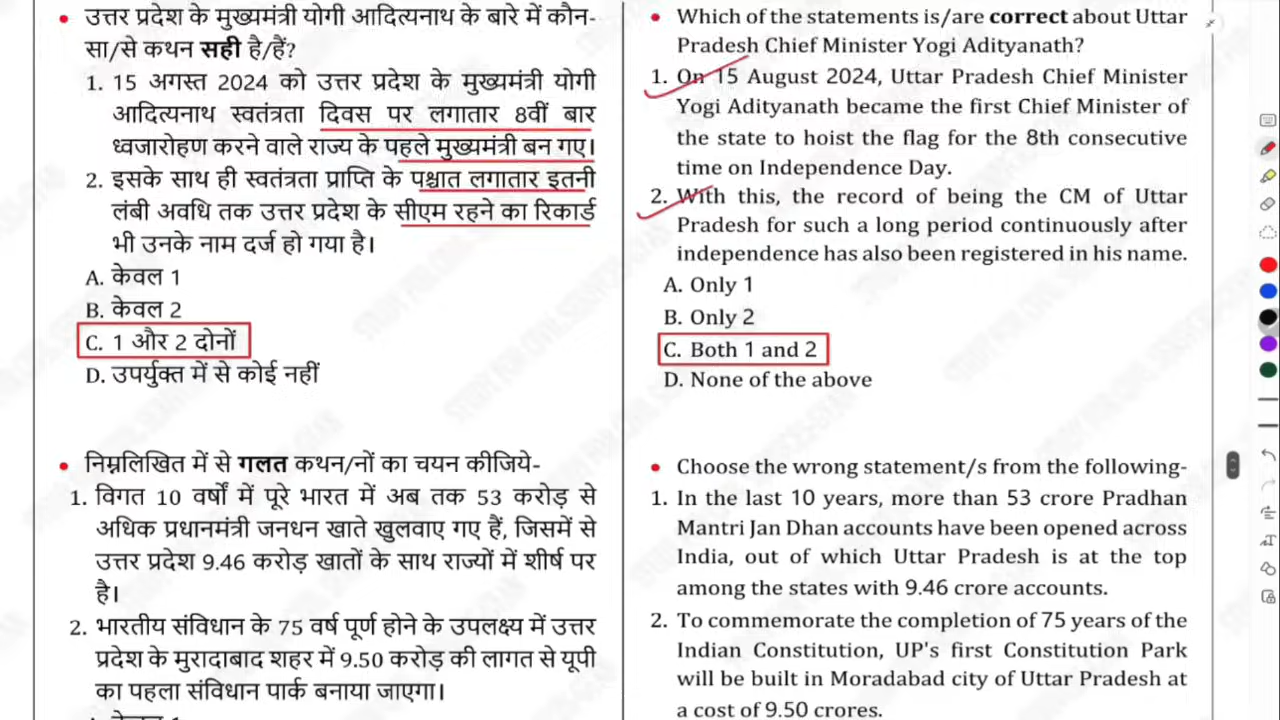 • उत्तर प्रदेश के मुख्यमंत्री योगी आदित्यनाथ के बारे में कौन-
सा/से कथन सही है/हैं?
1. 15 अगस्त 2024 को उत्तर प्रदेश के मुख्यमंत्री योगी
आदित्यनाथ स्वतंत्रता दिवस पर लगातार 8वीं बार
ध्वजारोहण करने वाले राज्य के पहले मुख्यमंत्री बन गए।
2. इसके साथ ही स्वतंत्रता प्राप्ति के पश्चात लगातार इतनी
लंबी अवधि तक उत्तर प्रदेश के सीएम रहने का रिकार्ड
भी उनके नाम दर्ज हो गया है।
A. केवल 1
B. केवल 2
C. 1 और 2 दोनों
D. उपर्युक्त में से कोई नहीं
• निम्नलिखित में से गलत कथन/नों का चयन कीजिये-
1. विगत 10 वर्षों में पूरे भारत में अब तक 53 करोड़ से
अधिक प्रधानमंत्री जनधन खाते खुलवाए गए हैं, जिसमें से
उत्तर प्रदेश 9.46 करोड़ खातों के साथ राज्यों में शीर्ष पर
है।
2. भारतीय संविधान के 75 वर्ष पूर्ण होने के उपलक्ष्य में उत्तर
प्रदेश के मुरादाबाद शहर में 9.50 करोड़ की लागत से यूपी
का पहला संविधान पार्क बनाया जाएगा।
• Which of the statements is/are correct about Uttar
Pradesh Chief Minister Yogi Adityanath?
1. On 15 August 2024, Uttar Pradesh Chief Minister
Yogi Adityanath became the first Chief Minister of
the state to hoist the flag for the 8th consecutive
time on Independence Day.
2. With this, the record of being the CM of Uttar
Pradesh for such a long period continuously after
independence has also been registered in his name.
A. Only 1
B. Only 2
C. Both 1 and 2
D. None of the above
• Choose the wrong statement/s from the following-
1. In the last 10 years, more than 53 crore Pradhan
Mantri Jan Dhan accounts have been opened across
India, out of which Uttar Pradesh is at the top
among the states with 9.46 crore accounts.
2. To commemorate the completion of 75 years of the
Indian Constitution, UP's first Constitution Park
will be built in Moradabad city of Uttar Pradesh at
a cost of 9.50 crores.